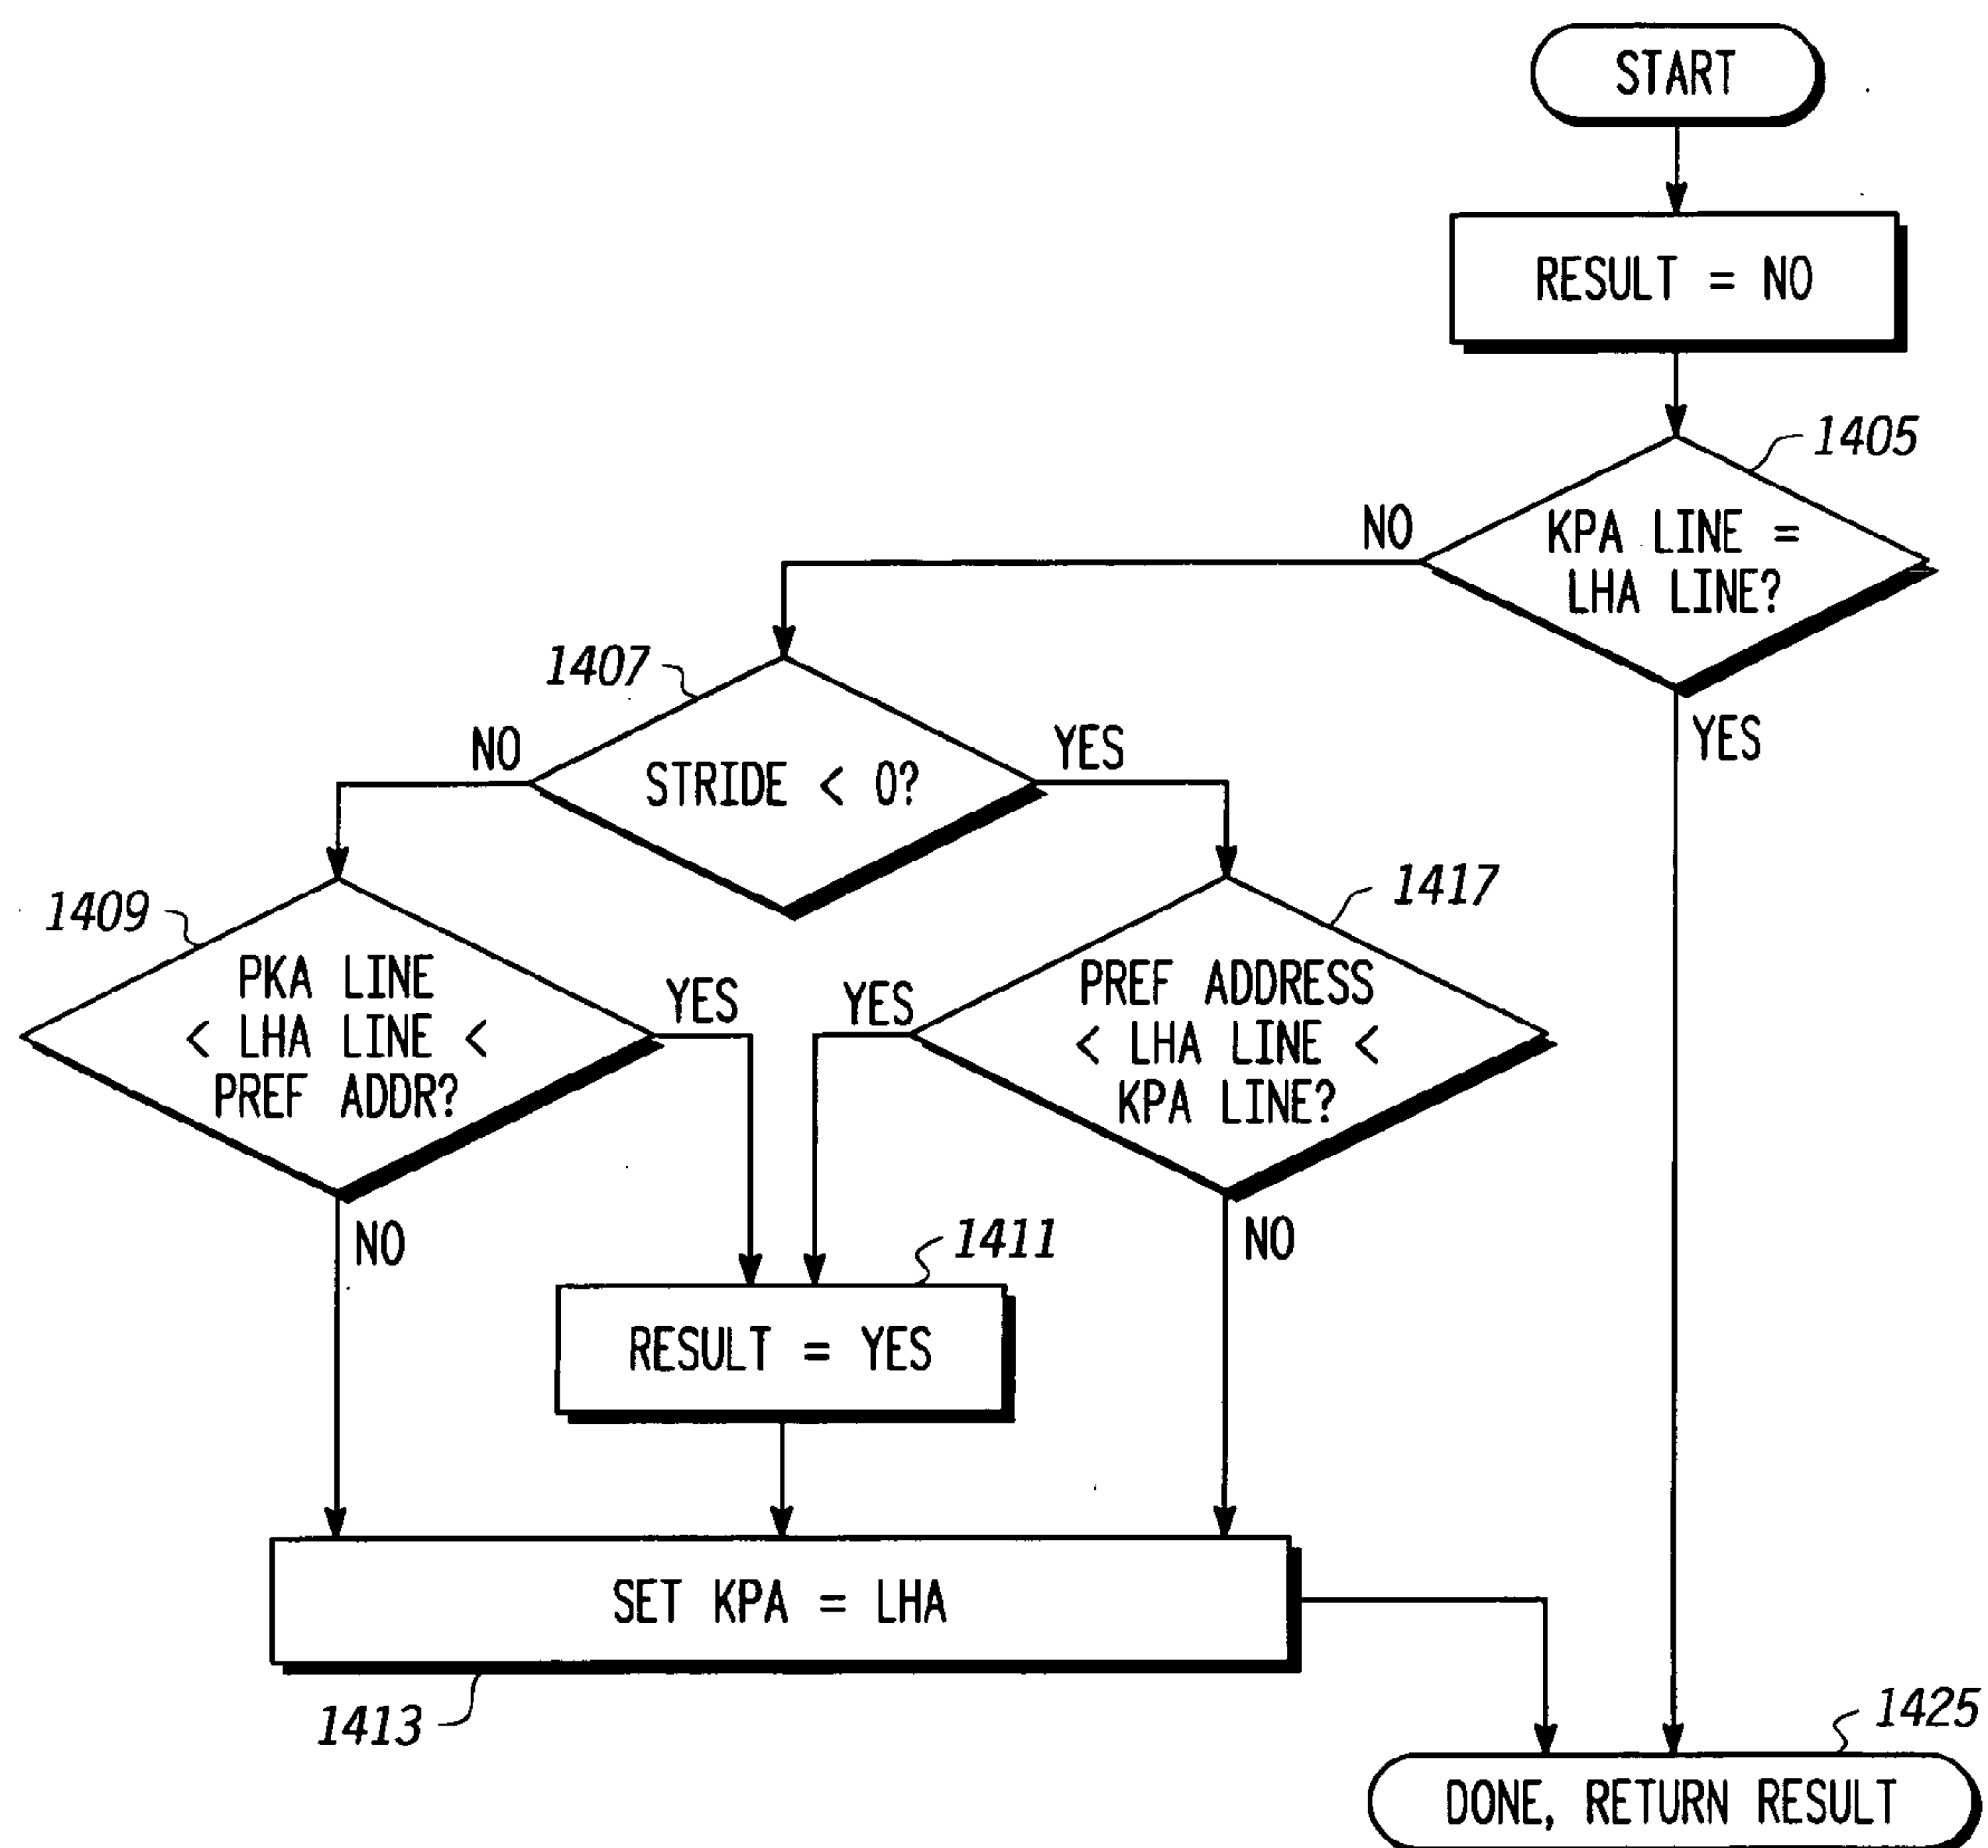 START
RESULT = NO
1405
KPA LINE =
LHA LINE?
NO
YES
1407
STRIDE < 0?
NO
YES
1409
PKA LINE
< LHA LINE <
PREF ADDR?
YES
NO
1417
PREF ADDRESS
< LHA LINE <
KPA LINE?
YES
NO
1411
RESULT = YES
SET KPA = LHA
1413
1425
DONE, RETURN RESULT